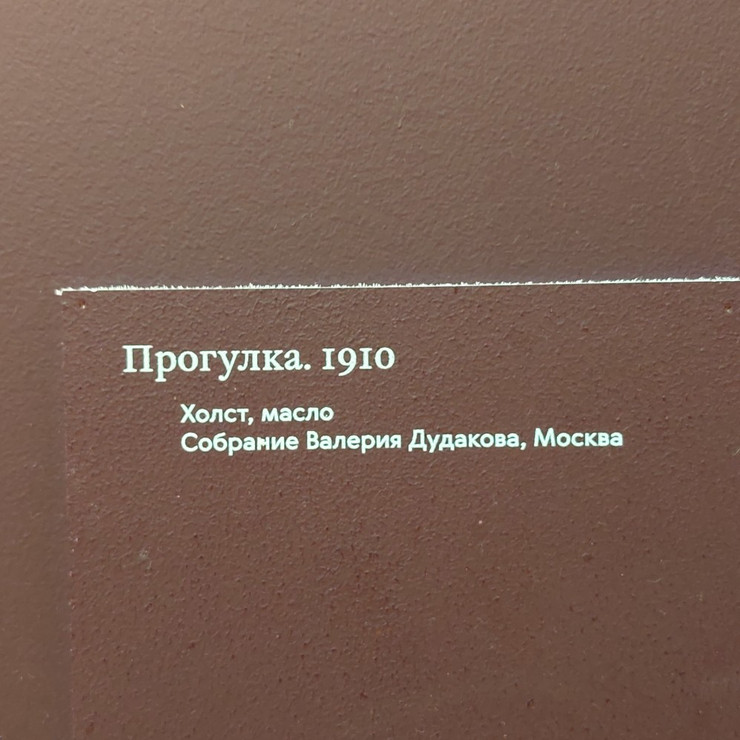 Прогулка. 1910
Холст, масло
Собрание Валерия Дудакова, Москва